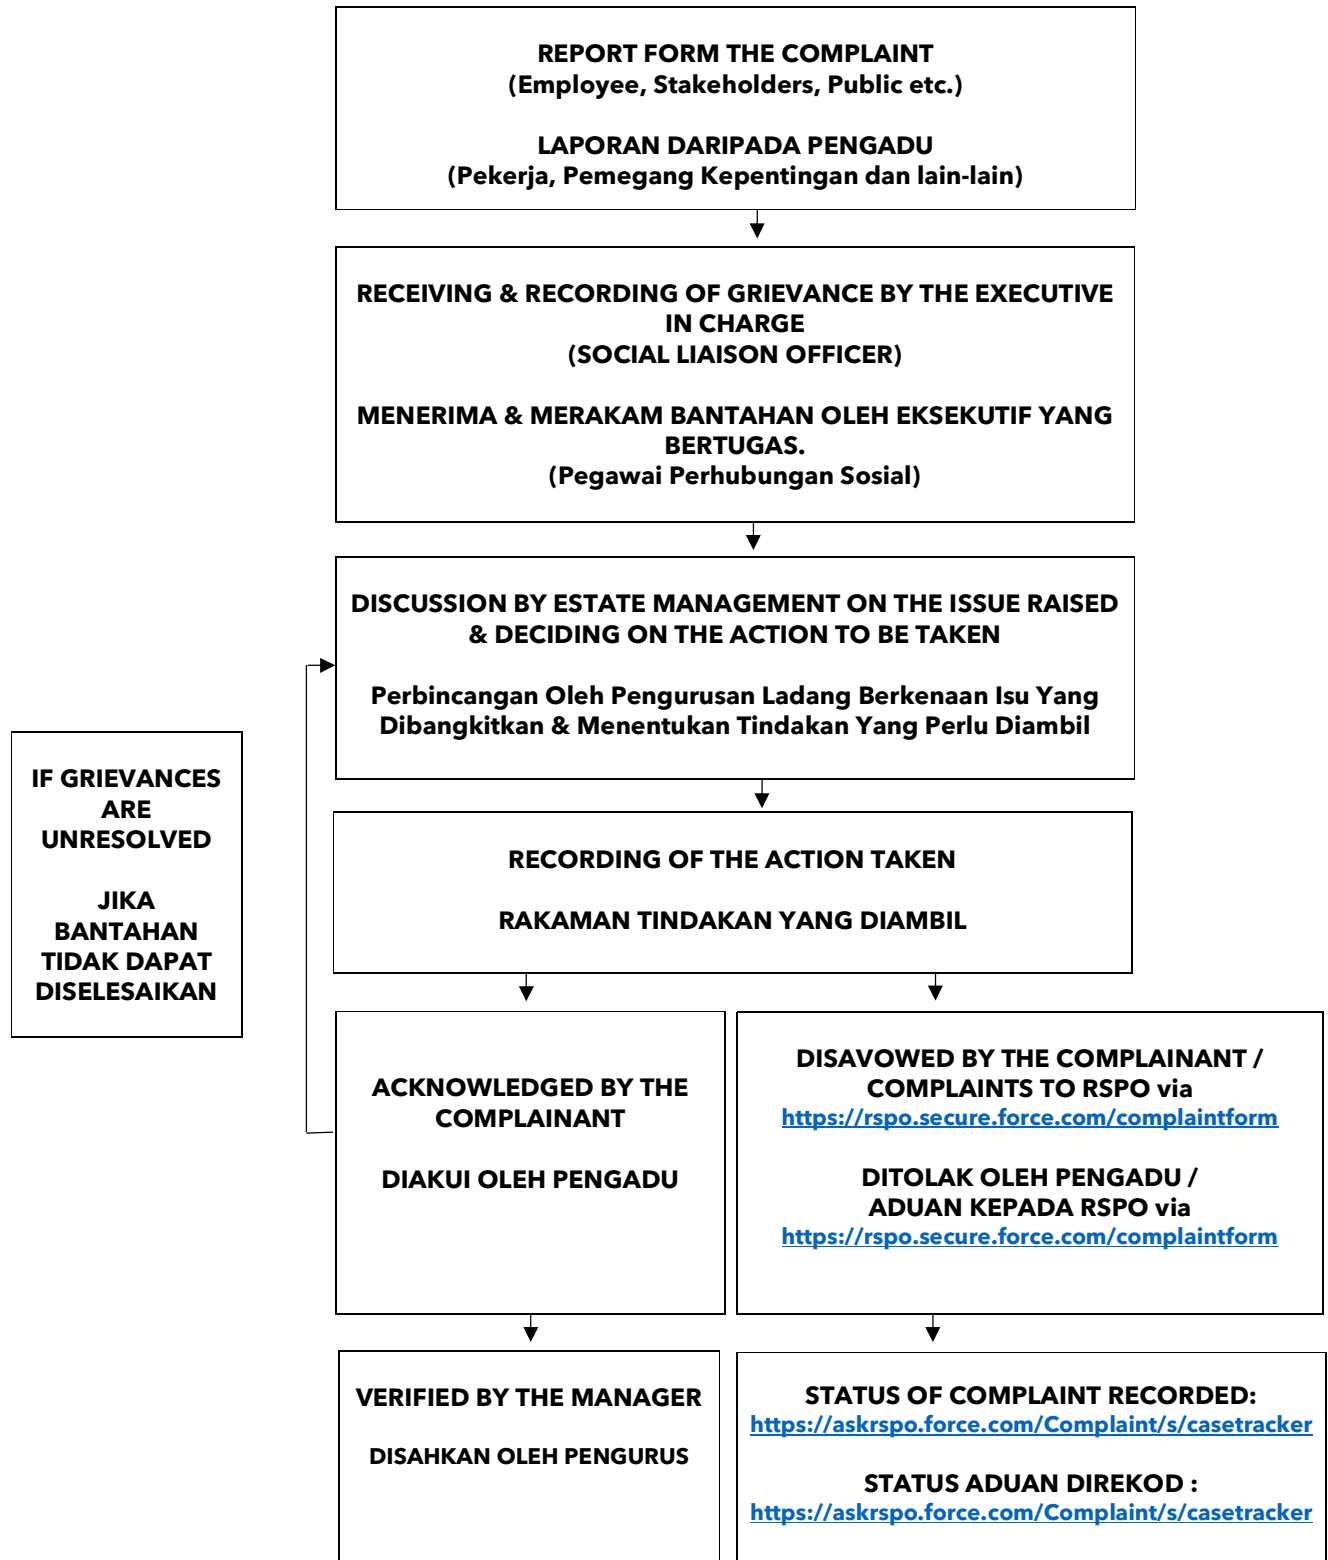 REPORT FORM THE COMPLAINT
(Employee, Stakeholders, Public etc.)
LAPORAN DARIPADA PENGADU
(Pekerja, Pemegang Kepentingan dan lain-lain)
RECEIVING & RECORDING OF GRIEVANCE BY THE EXECUTIVE
IN CHARGE
(SOCIAL LIAISON OFFICER)
MENERIMA & MERAKAM BANTAHAN OLEH EKSEKUTIF YANG
BERTUGAS.
(Pegawai Perhubungan Sosial)
DISCUSSION BY ESTATE MANAGEMENT ON THE ISSUE RAISED
& DECIDING ON THE ACTION TO BE TAKEN
Perbincangan Oleh Pengurusan Ladang Berkenaan Isu Yang
Dibangkitkan & Menentukan Tindakan Yang Perlu Diambil
IF GRIEVANCES
ARE
UNRESOLVED
JIKA
BANTAHAN
TIDAK DAPAT
DISELESAIKAN
RECORDING OF THE ACTION TAKEN
RAKAMAN TINDAKAN YANG DIAMBIL
ACKNOWLEDGED BY THE
COMPLAINANT
DIAKUI OLEH PENGADU
DISAVOWED BY THE COMPLAINANT /
COMPLAINTS TO RSPO via
https://rspo.secure.force.com/complaintform
DITOLAK OLEH PENGADU /
ADUAN KEPADA RSPO via
https://rspo.secure.force.com/complaintform
VERIFIED BY THE MANAGER
DISAHKAN OLEH PENGURUS
STATUS OF COMPLAINT RECORDED:
https://askrspo.force.com/Complaint/s/casetracker
STATUS ADUAN DIREKOD :
https://askrspo.force.com/Complaint/s/casetracker